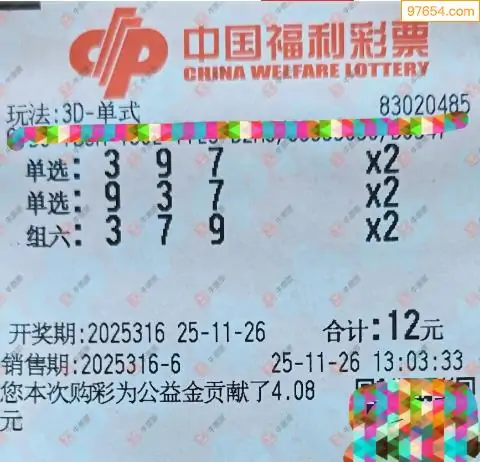 97654.com
中国福利彩票
CHINA WELFARE LOTTERY
玩法:3D-单式 83020485
单选: 3 9 7 x2
单选: 9 3 7 x2
组六: 3 7 9 x2
开奖期:2025316 25-11-26 合计:12元
销售期:2025316-6 25-11-26 13:03:33
您本次购彩为公益金贡献了4.08
元